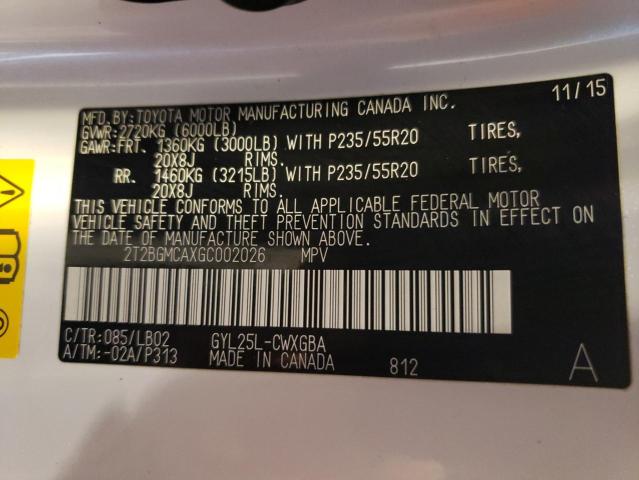 MFD. BY: TOYOTA MOTOR MANUFACTURING CANADA INC. 11/15
GVWR: 2720KG (6000LB)
GAWR: FRT. 1360KG (3000LB) WITH P235/55R20 TIRES,
20X8J RIMS.
RR. 1460KG (3215LB) WITH P235/55R20 TIRES,
20X8J RIMS.
THIS VEHICLE CONFORMS TO ALL APPLICABLE FEDERAL MOTOR
VEHICLE SAFETY AND THEFT PREVENTION STANDARDS IN EFFECT ON
THE DATE OF MANUFACTURE SHOWN ABOVE.
2T2BGMCAXGC002026 MPV
C/TR: 085/LB02 GYL25L-CWXGBA
A/TM: -02A/P313 MADE IN CANADA 812 A